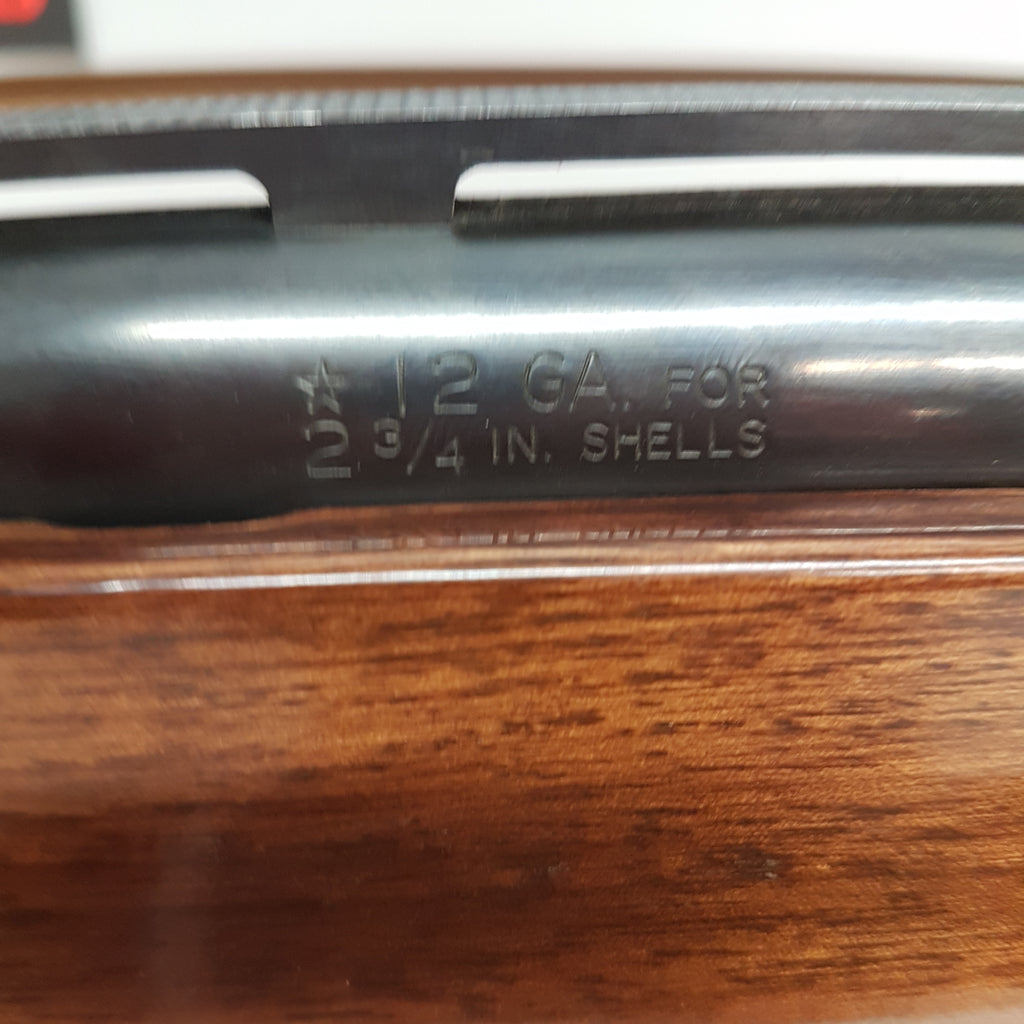 ★ 12 GA. FOR
2 3/4 IN. SHELLS